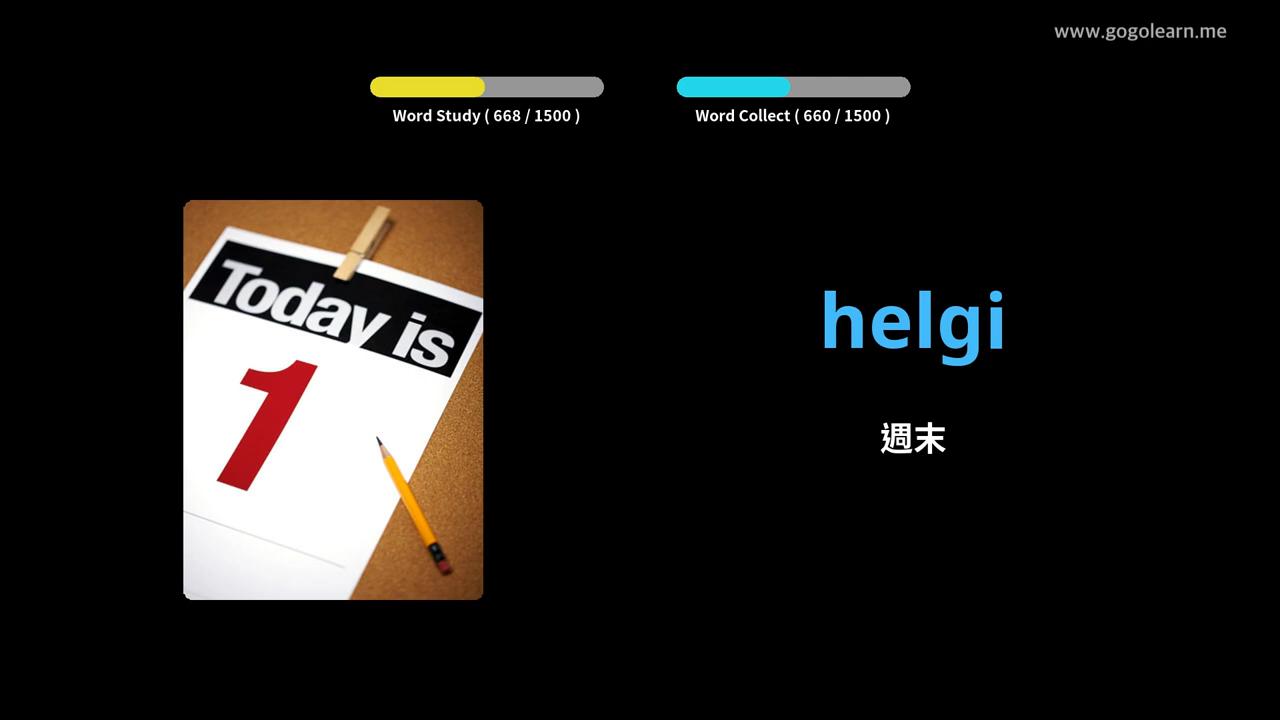 www.gogolearn.me
Word Study ( 668 / 1500 )
Word Collect ( 660 / 1500 )
Today is
1
helgi
週末